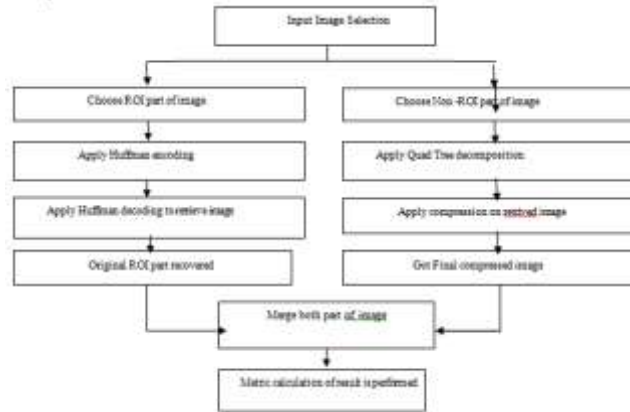 Input Image Selection
Choose ROI part of image
Choose Non -ROI part of image
Apply Huffman encoding
Apply Quad Tree decomposition
Apply Huffman decoding to retrieve image
Apply compression on image
Original ROI part recovered
Get Final compressed image
Marge both part of image
Metric calculation of result is performed